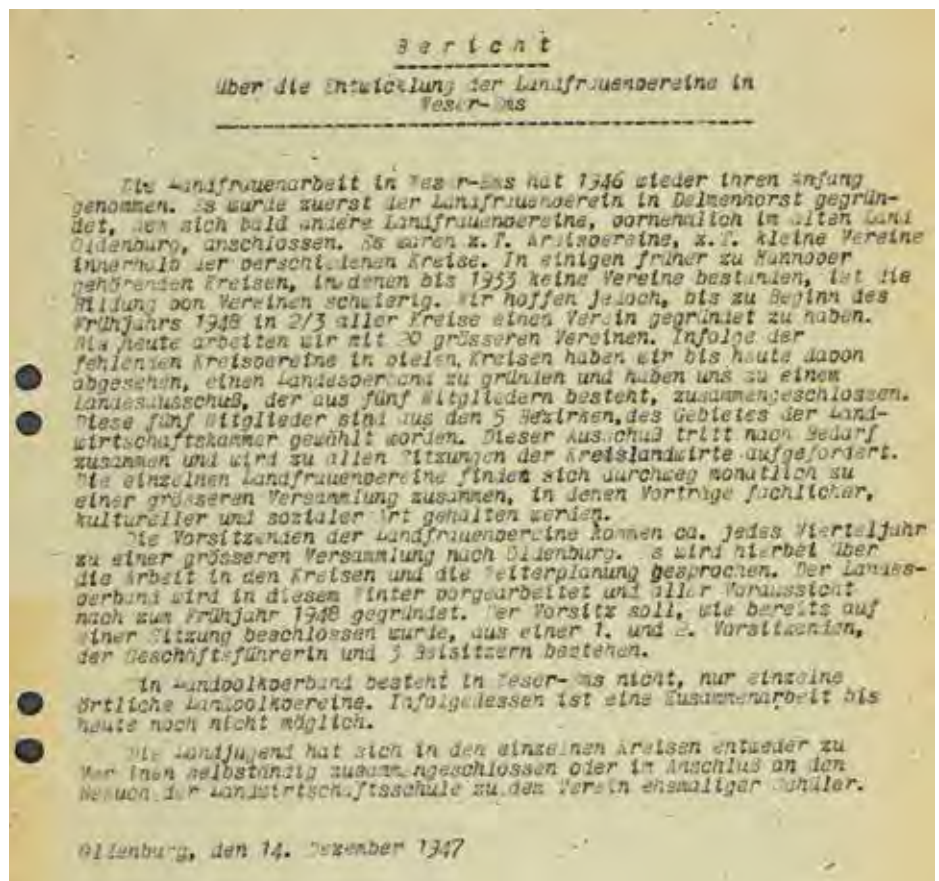 Bericht
über die Entwicklung der Landfrauenvereine in
Weser-Ems
Die Landfrauenarbeit in Weser-Ems hat 1946 wieder ihren Anfang
genommen. Es wurde zuerst der Landfrauenverein in Delmenhorst gegrün-
det, dem sich bald andere Landfrauenvereine, vornehmlich im alten Land
Oldenburg, anschlossen. Es waren z.T. Kreisvereine, z.T. kleine Vereine
innerhalb der verschiedenen Kreise. In einigen früher zu Hannover
gehörenden Kreisen, in denen bis 1933 keine Vereine bestanden, ist die
Bildung von Vereinen schwierig. Wir hoffen jedoch, bis zu Beginn des
Frühjahrs 1948 in 2/3 aller Kreise einen Verein gegründet zu haben.
Bis heute arbeiten wir mit 20 grösseren Vereinen. Infolge der
fehlenden Kreisvereine in vielen Kreisen haben wir bis heute davon
abgesehen, einen Landesverband zu gründen und haben uns zu einem
Landesausschuß, der aus fünf Mitgliedern besteht, zusammengeschlossen.
Diese fünf Mitglieder sind aus den 5 Bezirken, des Gebietes der Land-
wirtschaftskammer gewählt worden. Dieser Ausschuß tritt nach Bedarf
zusammen und wird zu allen Sitzungen der Kreislandwirte aufgefordert.
Die einzelnen Landfrauenvereine finden sich durchweg monatlich zu
einer grösseren Versammlung zusammen, in denen Vorträge fachlicher,
kultureller und sozialer Art gehalten werden.
Die Vorsitzenden der Landfrauenvereine kommen ca. jedes Vierteljahr
zu einer grösseren Versammlung nach Oldenburg. Es wird hierbei über
die Arbeit in den Kreisen und die Weiterplanung gesprochen. Der Landes-
verband wird in diesem Winter vorgearbeitet und aller Voraussicht
nach zum Frühjahr 1948 gegründet. Der Vorsitz soll, wie bereits auf
einer Sitzung beschlossen wurde, aus einer 1. und 2. Vorsitzenden,
der Geschäftsführerin und 3 Beisitzern bestehen.
Ein Landvolkverband besteht in Weser-Ems nicht, nur einzelne
örtliche Landvolkvereine. Infolgedessen ist eine Zusammenarbeit bis
heute noch nicht möglich.
Die Landjugend hat sich in den einzelnen Kreisen entweder zu
Vereinen selbständig zusammengeschlossen oder im Anschluß an den
Besuch der Landwirtschaftsschule zu den Verein ehemaliger Schüler.
Oldenburg, den 14. Dezember 1947